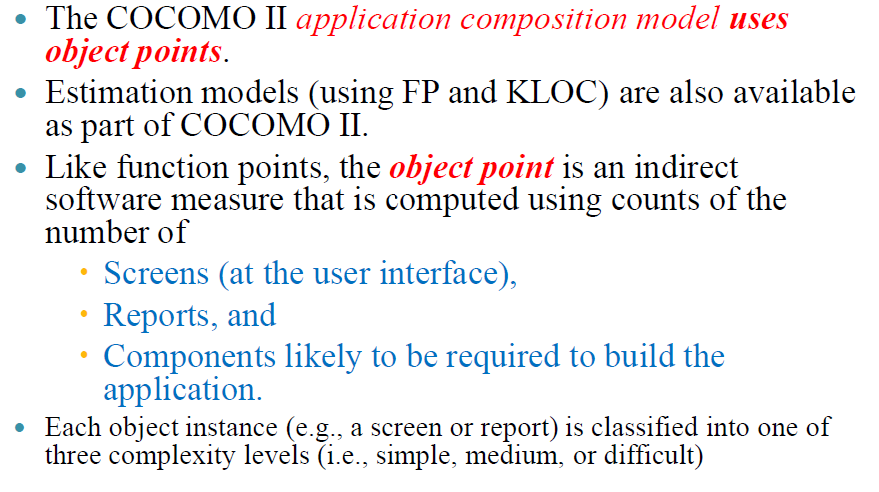 • The COCOMO II application composition model uses
object points.
• Estimation models (using FP and KLOC) are also available
as part of COCOMO II.
• Like function points, the object point is an indirect
software measure that is computed using counts of the
number of
• Screens (at the user interface),
• Reports, and
• Components likely to be required to build the
application.
• Each object instance (e.g., a screen or report) is classified into one of
three complexity levels (i.e., simple, medium, or difficult)